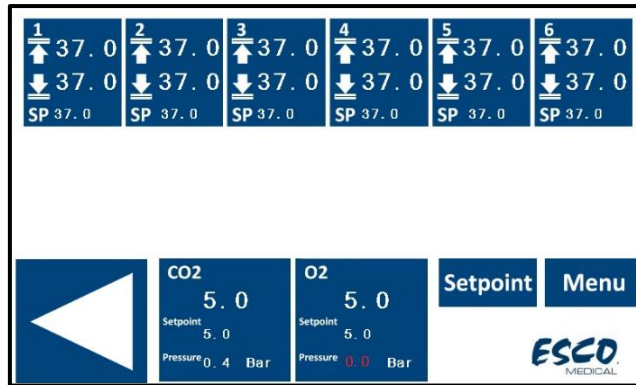 1 2 3 4 5 6
37.0 37.0 37.0 37.0 37.0 37.0
37.0 37.0 37.0 37.0 37.0 37.0
SP 37.0 SP 37.0 SP 37.0 SP 37.0 SP 37.0 SP 37.0
CO2 O2
5.0 5.0 Setpoint Menu
Setpoint Setpoint
5.0 5.0
Pressure 0.4 Bar Pressure 0.0 Bar
ESCO
MEDICAL